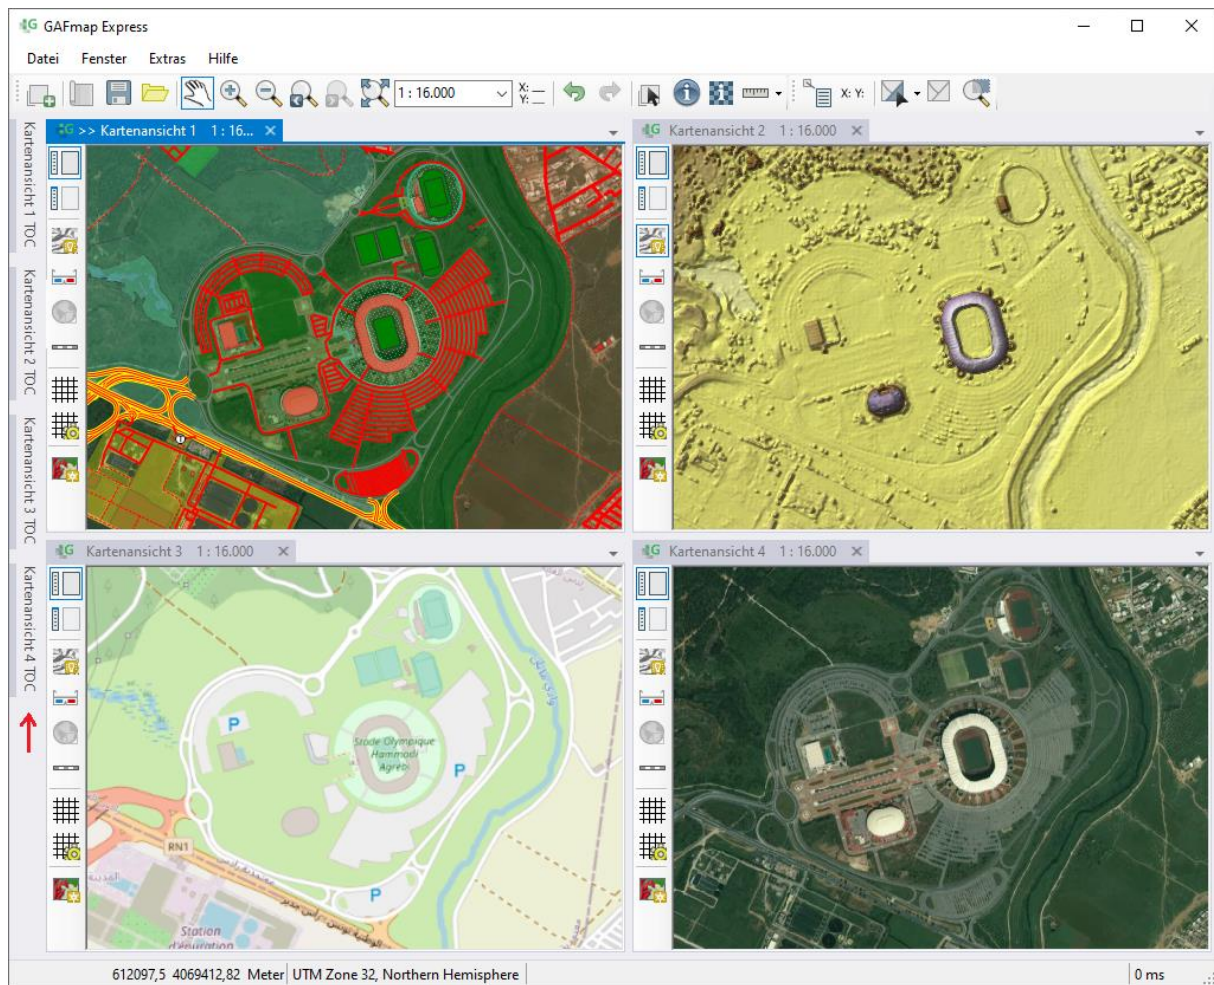 GAFmap Express
Datei Fenster Extras Hilfe
1 : 16.000
X:
Y:
X: Y:
Kartenansicht 1 TOC
Kartenansicht 2 TOC
Kartenansicht 3 TOC
Kartenansicht 4 TOC
G >> Kartenansicht 1 1 : 16...
G Kartenansicht 2 1 : 16.000
G Kartenansicht 3 1 : 16.000
P
Stade Olympique
Hammadi
Agrebi
P
RN1
P
Station
d'épuration
G Kartenansicht 4 1 : 16.000
612097,5 4069412,82 Meter UTM Zone 32, Northern Hemisphere 0 ms